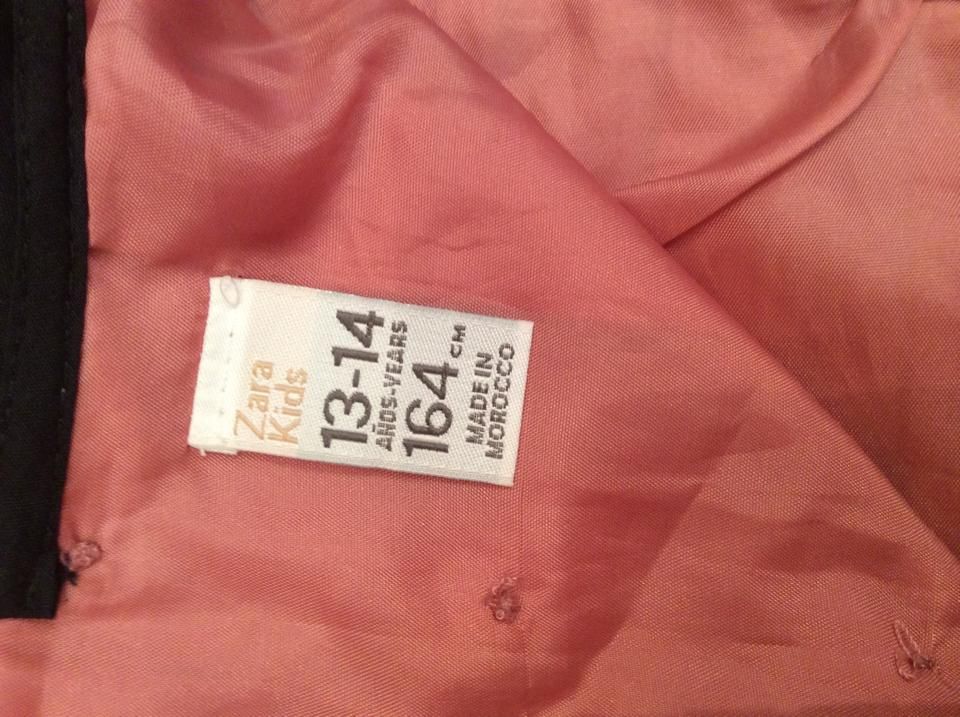 Zara
Kids
13-14
AÑOS-YEARS
164 CM
MADE IN
MOROCCO